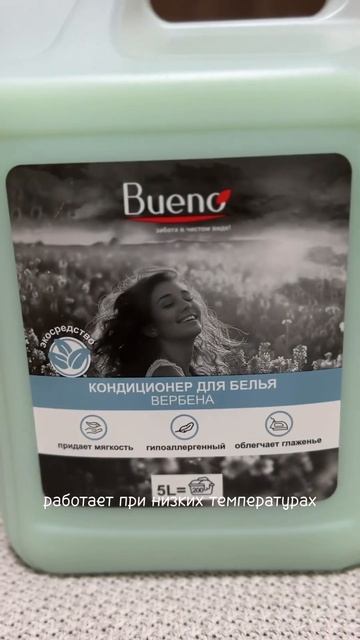 Bueno
забота в чистом виде!
экосредство
КОНДИЦИОНЕР ДЛЯ БЕЛЬЯ
ВЕРБЕНА
придает мягкость гипоаллергенный облегчает глаженье
5L= 200
работает при низких температурах